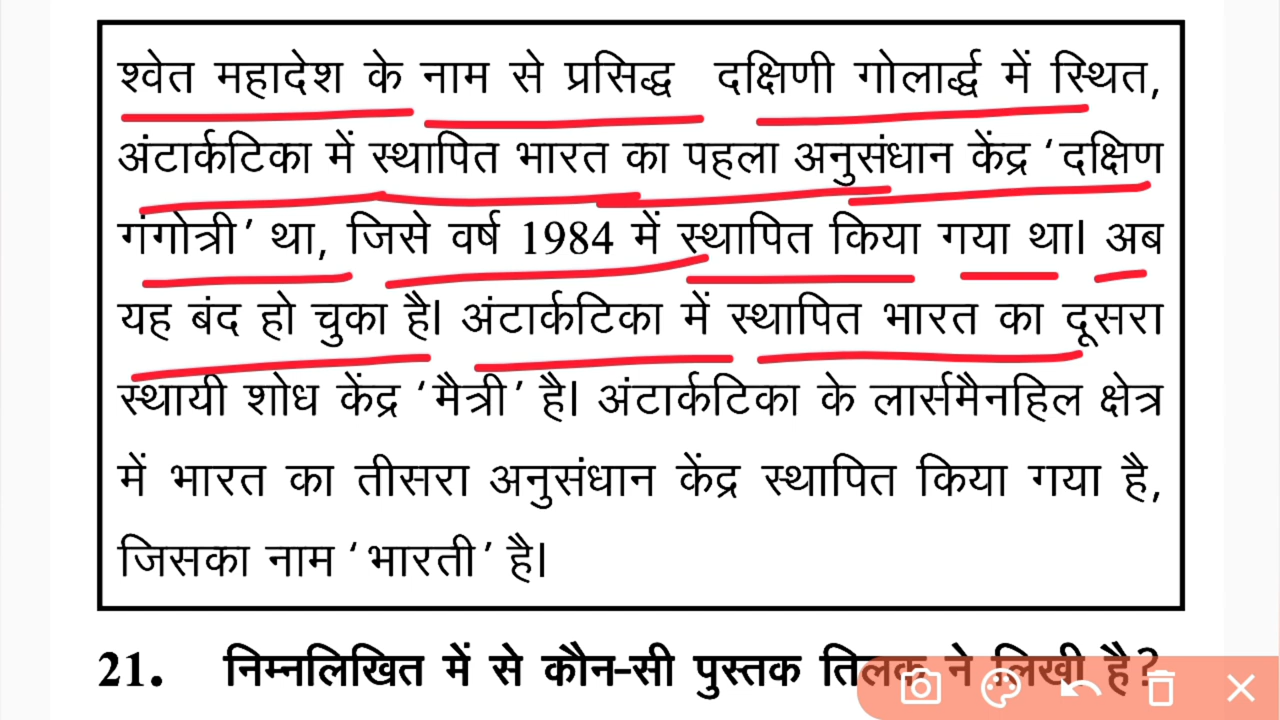 श्वेत महादेश के नाम से प्रसिद्ध दक्षिणी गोलार्द्ध में स्थित,
अंटार्कटिका में स्थापित भारत का पहला अनुसंधान केंद्र ‘दक्षिण
गंगोत्री’ था, जिसे वर्ष 1984 में स्थापित किया गया था। अब
यह बंद हो चुका है। अंटार्कटिका में स्थापित भारत का दूसरा
स्थायी शोध केंद्र ‘मैत्री’ है। अंटार्कटिका के लार्समैनहिल क्षेत्र
में भारत का तीसरा अनुसंधान केंद्र स्थापित किया गया है,
जिसका नाम ‘भारती’ है।
21. निम्नलिखित में से कौन-सी पुस्तक तिलक ने लिखी है?